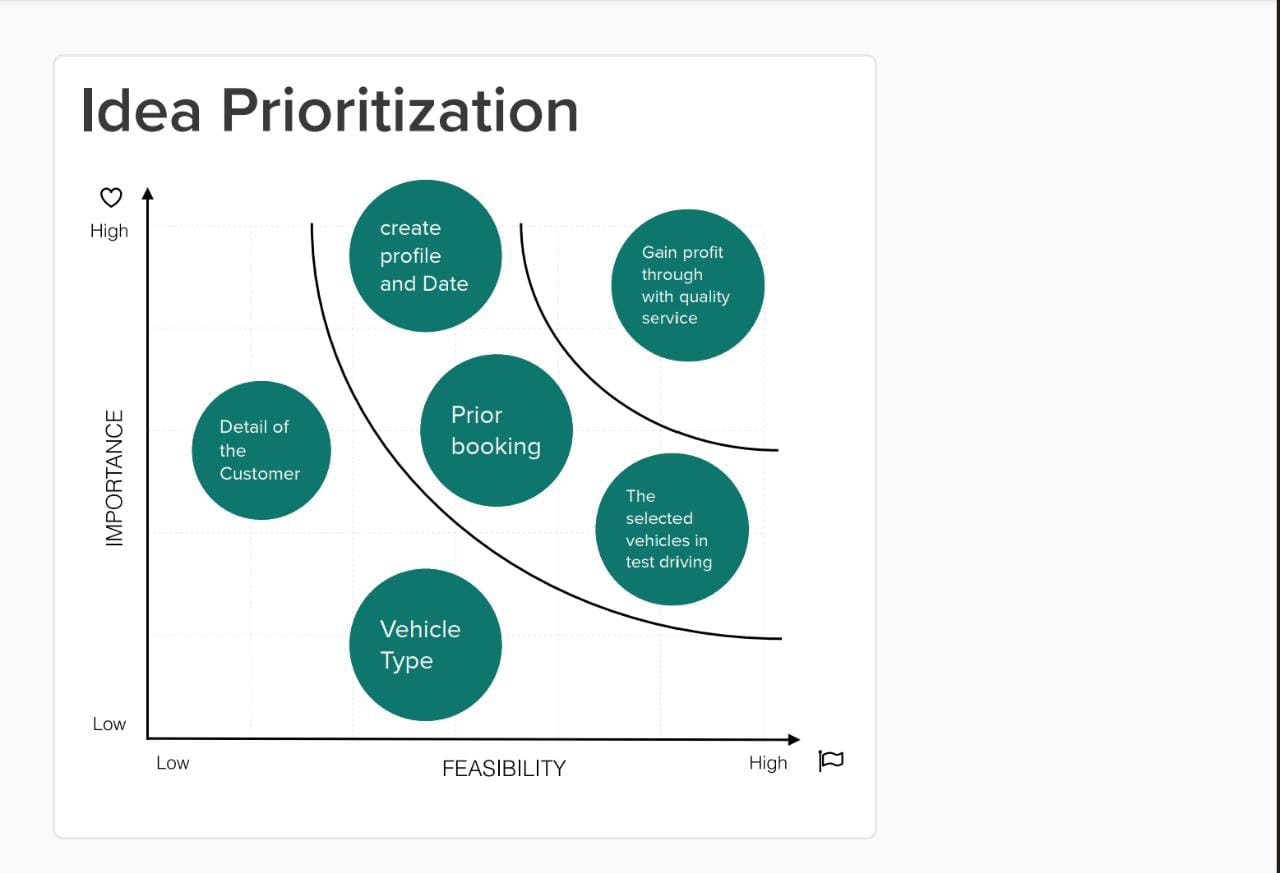 Idea Prioritization
High
create
profile
and Date
Gain profit
through
with quality
service
Detail of
the
Customer
Prior
booking
IMPORTANCE
The
selected
vehicles in
test driving
Vehicle
Type
Low
Low
FEASIBILITY
High